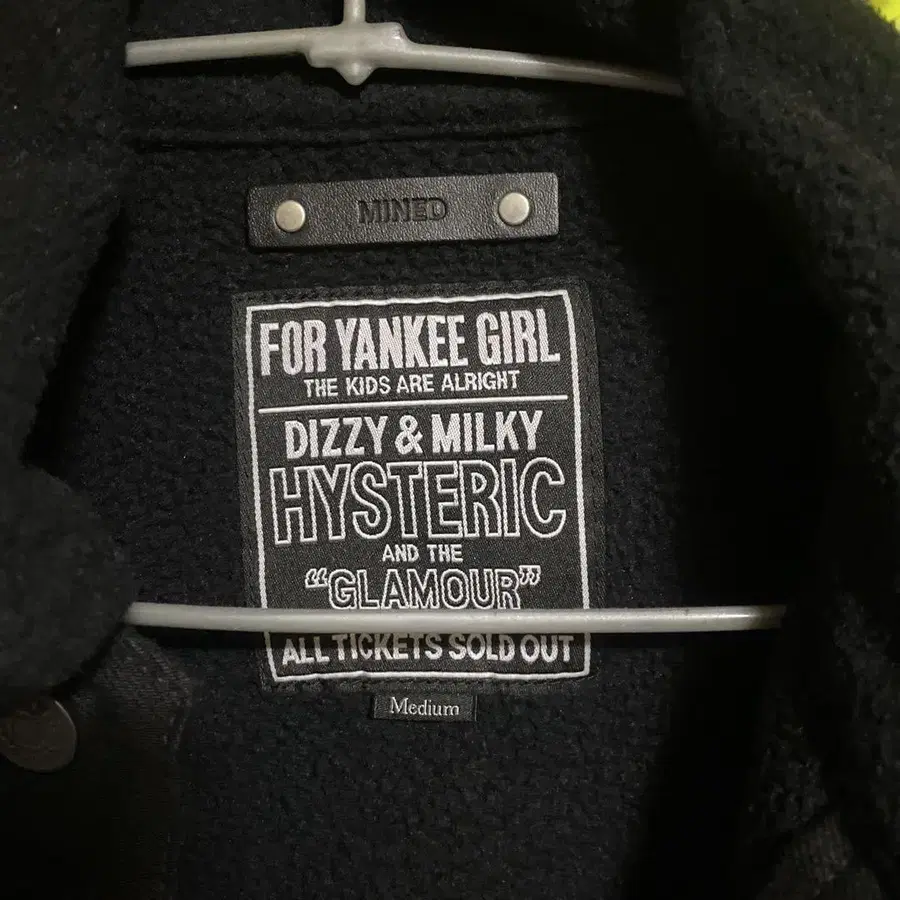 MINED
FOR YANKEE GIRL
THE KIDS ARE ALRIGHT
DIZZY & MILKY
HYSTERIC
AND THE
“GLAMOUR”
ALL TICKETS SOLD OUT
Medium